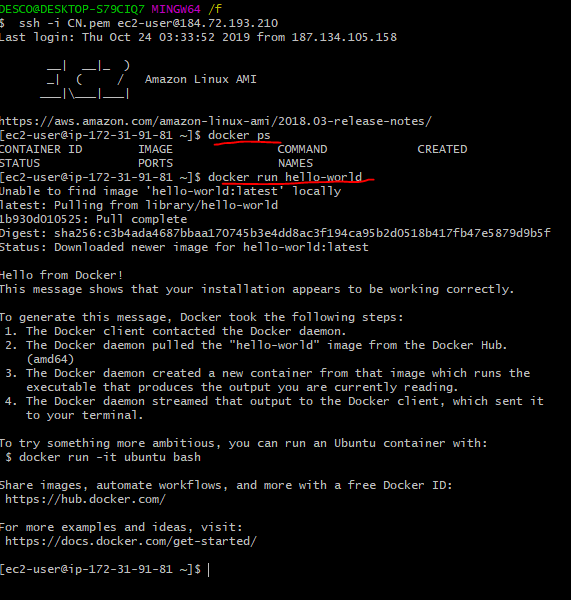 DESCO@DESKTOP-S79CIQ7 MINGW64 /f
$  ssh -i CN.pem ec2-user@184.72.193.210
Last login: Thu Oct 24 03:33:52 2019 from 187.134.105.158
       __|  __|_  )
       _|  (     /   Amazon Linux AMI
      ___|\___|___|
https://aws.amazon.com/amazon-linux-ami/2018.03-release-notes/
[ec2-user@ip-172-31-91-81 ~]$ docker ps
CONTAINER ID        IMAGE               COMMAND             CREATED
STATUS              PORTS               NAMES
[ec2-user@ip-172-31-91-81 ~]$ docker run hello-world
Unable to find image 'hello-world:latest' locally
latest: Pulling from library/hello-world
1b930d010525: Pull complete
Digest: sha256:c3b4ada4687bbaa170745b3e4dd8ac3f194ca95b2d0518b417fb47e5879d9b5f
Status: Downloaded newer image for hello-world:latest
Hello from Docker!
This message shows that your installation appears to be working correctly.
To generate this message, Docker took the following steps:
 1. The Docker client contacted the Docker daemon.
 2. The Docker daemon pulled the "hello-world" image from the Docker Hub.
    (amd64)
 3. The Docker daemon created a new container from that image which runs the
    executable that produces the output you are currently reading.
 4. The Docker daemon streamed that output to the Docker client, which sent it
    to your terminal.
To try something more ambitious, you can run an Ubuntu container with:
 $ docker run -it ubuntu bash
Share images, automate workflows, and more with a free Docker ID:
 https://hub.docker.com/
For more examples and ideas, visit:
 https://docs.docker.com/get-started/
[ec2-user@ip-172-31-91-81 ~]$